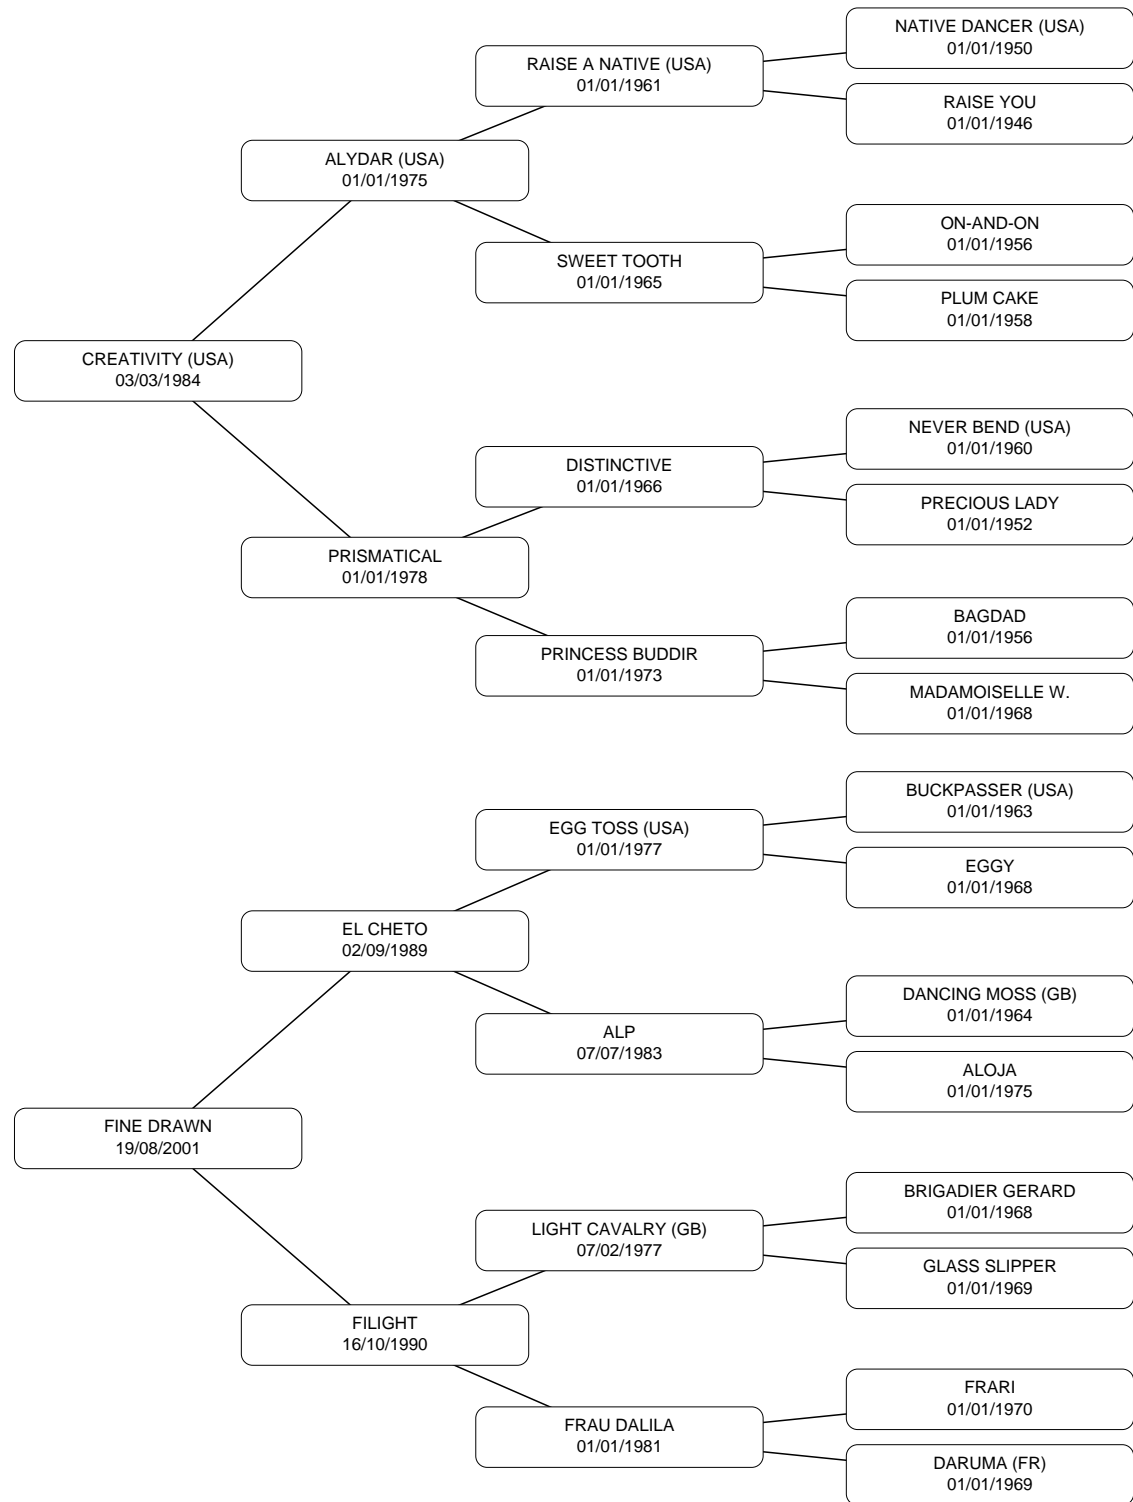 NATIVE DANCER (USA)
01/01/1950
RAISE A NATIVE (USA)
01/01/1961
RAISE YOU
01/01/1946
ALYDAR (USA)
01/01/1975
ON-AND-ON
01/01/1956
SWEET TOOTH
01/01/1965
PLUM CAKE
01/01/1958
CREATIVITY (USA)
03/03/1984
NEVER BEND (USA)
01/01/1960
DISTINCTIVE
01/01/1966
PRECIOUS LADY
01/01/1952
PRISMATICAL
01/01/1978
BAGDAD
01/01/1956
PRINCESS BUDDIR
01/01/1973
MADAMOISELLE W.
01/01/1968
BUCKPASSER (USA)
01/01/1963
EGG TOSS (USA)
01/01/1977
EGGY
01/01/1968
EL CHETO
02/09/1989
DANCING MOSS (GB)
01/01/1964
ALP
07/07/1983
ALOJA
01/01/1975
FINE DRAWN
19/08/2001
BRIGADIER GERARD
01/01/1968
LIGHT CAVALRY (GB)
07/02/1977
GLASS SLIPPER
01/01/1969
FILIGHT
16/10/1990
FRARI
01/01/1970
FRAU DALILA
01/01/1981
DARUMA (FR)
01/01/1969